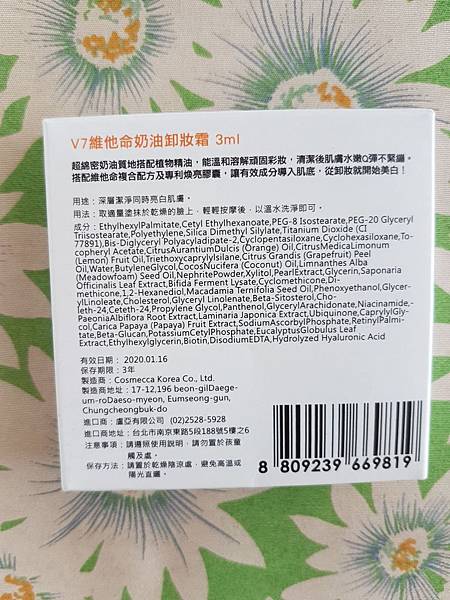 V7維他命奶油卸妝霜 3ml
超綿密奶油質地搭配植物精油，能溫和溶解頑固彩妝，清潔後肌膚水嫩Q彈不緊繃。
搭配維他命複合配方及專利煥亮膠囊，讓有效成分導入肌底，從卸妝就開始美白！
用途：深層潔淨同時亮白肌膚。
用法：取適量塗抹於乾燥的臉上，輕輕按摩後，以溫水洗淨即可。
成分：EthylhexylPalmitate,Cetyl Ethylhexanoate,PEG-8 Isostearate,PEG-20 Glyceryl
Triisostearate,Polyethylene,Silica Dimethyl Silylate,Titanium Dioxide (CI
77891),Bis-Diglyceryl Polyacyladipate-2,Cyclopentasiloxane,Cyclohexasiloxane,To-
copheryl Acetate,CitrusAurantiumDulcis (Orange) Oil,CitrusMedicaLimonum
(Lemon) Fruit Oil,Triethoxycaprylylsilane,Citrus Grandis (Grapefruit) Peel
Oil,Water,ButyleneGlycol,CocosNucifera (Coconut) Oil,Limnanthes Alba
(Meadowfoam) Seed Oil,NephritePowder,Xylitol,PearlExtract,Glycerin,Saponaria
Officinalis Leaf Extract,Bifida Ferment Lysate,Cyclomethicone,Di-
methicone,1,2-Hexanediol,Macadamia Ternifolia Seed Oil,Phenoxyethanol,Glycer-
ylLinoleate,Cholesterol,Glyceryl Linolenate,Beta-Sitosterol,Cho-
leth-24,Ceteth-24,Propylene Glycol,Panthenol,GlycerylArachidonate,Niacinamide,-
PaeoniaAlbiflora Root Extract,Laminaria Japonica Extract,Ubiquinone,CaprylylGly-
col,Carica Papaya (Papaya) Fruit Extract,SodiumAscorbylPhosphate,RetinylPalmi-
tate,Beta-Glucan,PotassiumCetylPhosphate,EucalyptusGlobulus Leaf
Extract,Ethylhexylglycerin,Biotin,DisodiumEDTA,Hydrolyzed Hyaluronic Acid
有效日期：2020.01.16
保存期限：3年
製造商：Cosmecca Korea Co., Ltd.
製造商地址：17-12,196 beon-gilDaege-
um-roDaeso-myeon, Eumseong-gun,
Chungcheongbuk-do
進口商：盧亞有限公司 (02)2528-5928
進口商地址：台北市南京東路5段188號5樓之6
注意事項：請遵照使用說明，請勿置於孩童
觸及處。
保存方法：請置於乾燥陰涼處，避免高溫或
陽光直曬。
8 809239 669819